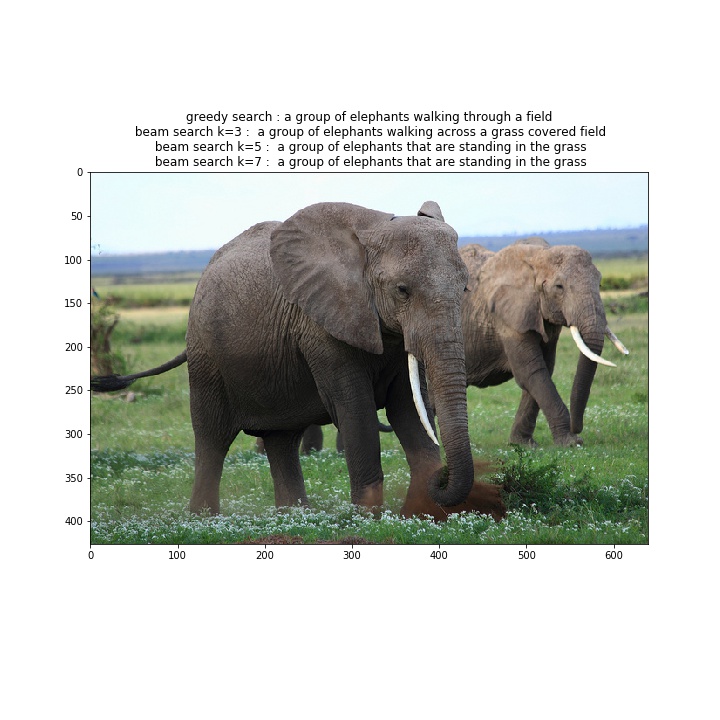 greedy search : a group of elephants walking through a field
beam search k=3 :  a group of elephants walking across a grass covered field
beam search k=5 :  a group of elephants that are standing in the grass
beam search k=7 :  a group of elephants that are standing in the grass
0
50
100
150
200
250
300
350
400
0 100 200 300 400 500 600